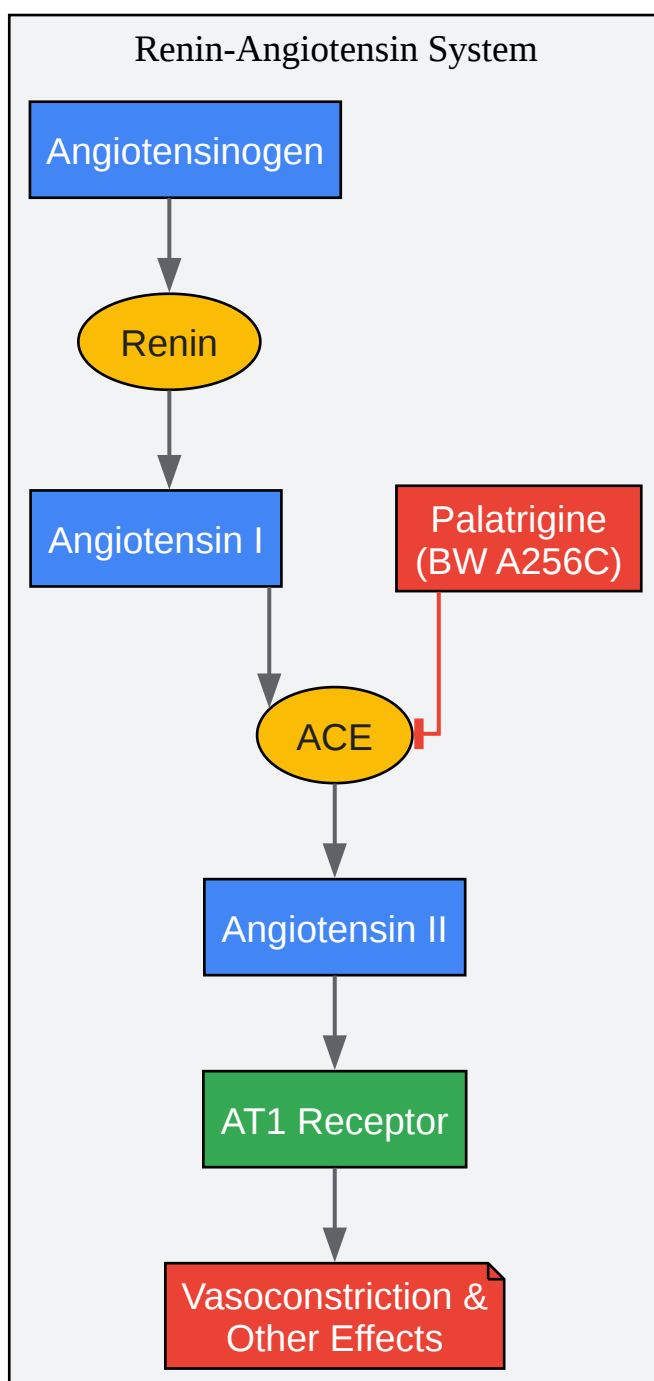 Renin-Angiotensin System
Angiotensinogen
Renin
Angiotensin I
Palatrigine
(BW A256C)
ACE
Angiotensin II
AT1 Receptor
Vasoconstriction &
Other Effects